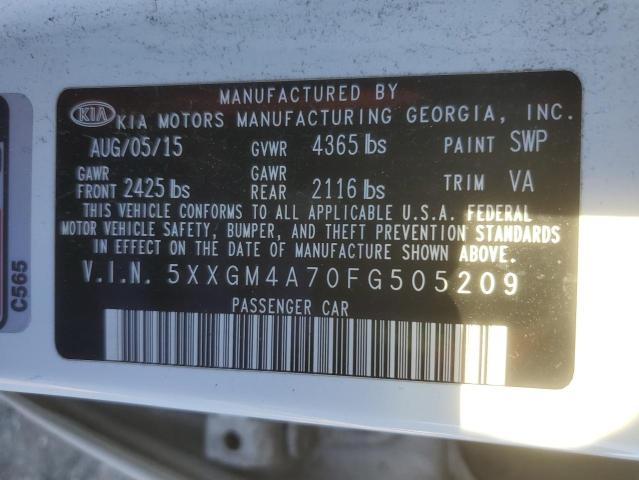 MANUFACTURED BY
KIA KIA MOTORS MANUFACTURING GEORGIA, INC.
AUG/05/15 GVWR 4365 lbs PAINT SWP
GAWR FRONT 2425 lbs GAWR REAR 2116 lbs TRIM VA
THIS VEHICLE CONFORMS TO ALL APPLICABLE U.S.A. FEDERAL
MOTOR VEHICLE SAFETY, BUMPER, AND THEFT PREVENTION STANDARDS
IN EFFECT ON THE DATE OF MANUFACTURE SHOWN ABOVE.
V.I.N. 5XXGM4A70FG505209
PASSENGER CAR
C565